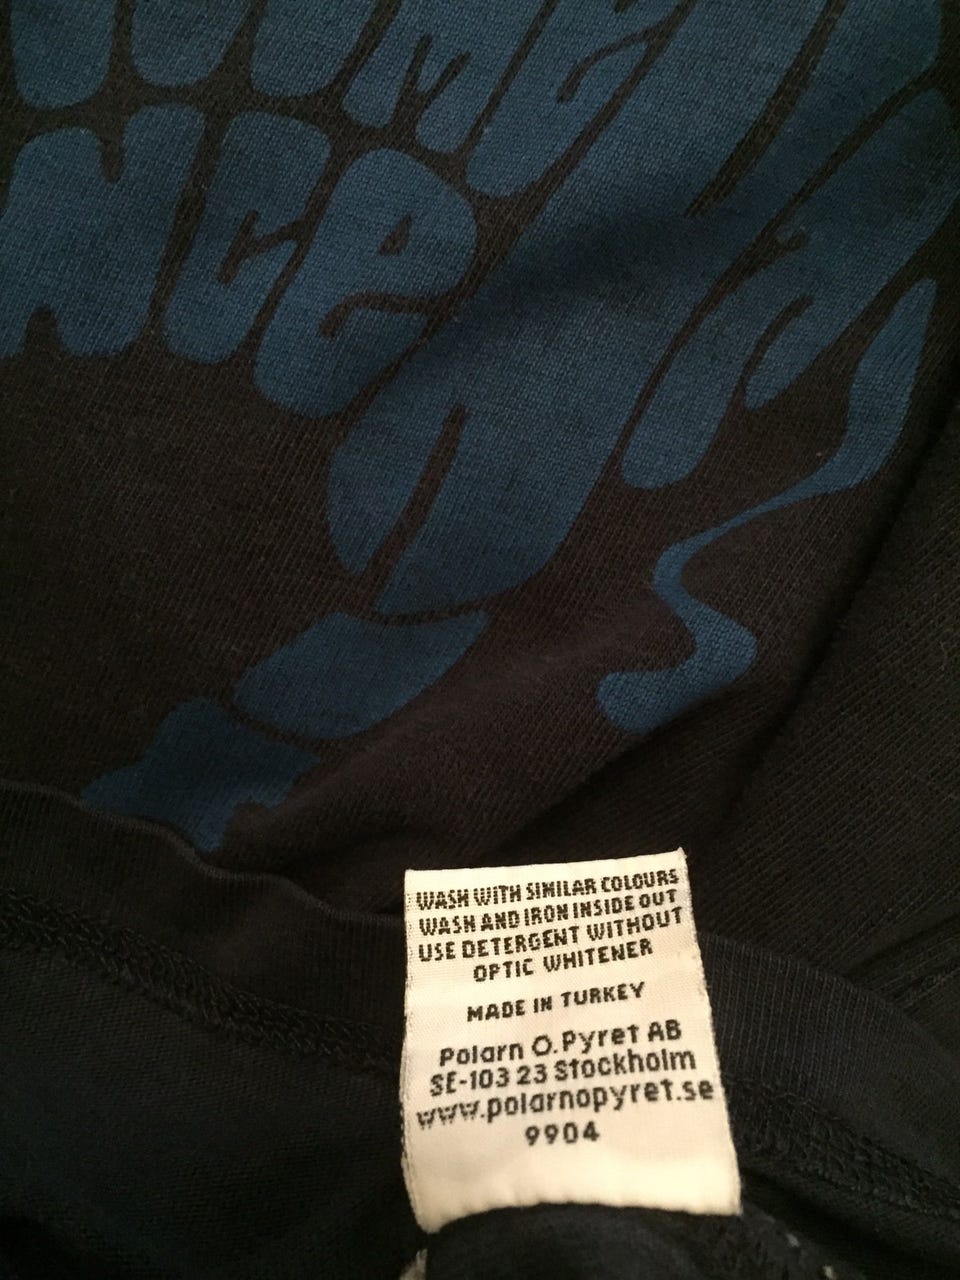 WASH WITH SIMILAR COLOURS
WASH AND IRON INSIDE OUT
USE DETERGENT WITHOUT
OPTIC WHITENER
MADE IN TURKEY
Polarn O. Pyret AB
SE-103 23 Stockholm
www.polarnopyret.se
9904